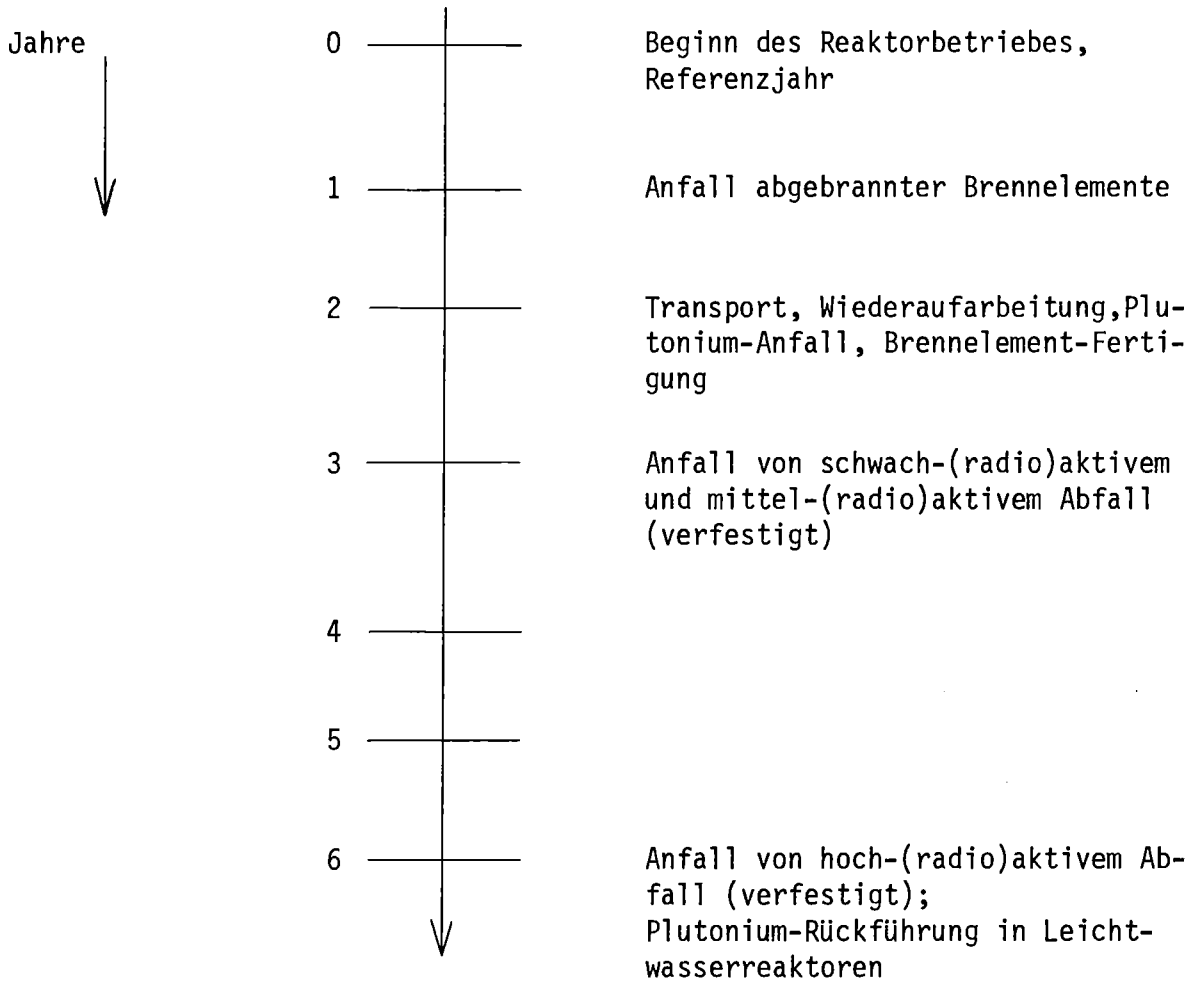 Jahre
0 Beginn des Reaktorbetriebes,
Referenzjahr
1 Anfall abgebrannter Brennelemente
2 Transport, Wiederaufarbeitung,Plu-
tonium-Anfall, Brennelement-Ferti-
gung
3 Anfall von schwach-(radio)aktivem
und mittel-(radio)aktivem Abfall
(verfestigt)
4
5
6 Anfall von hoch-(radio)aktivem Ab-
fall (verfestigt);
Plutonium-Rückführung in Leicht-
wasserreaktoren